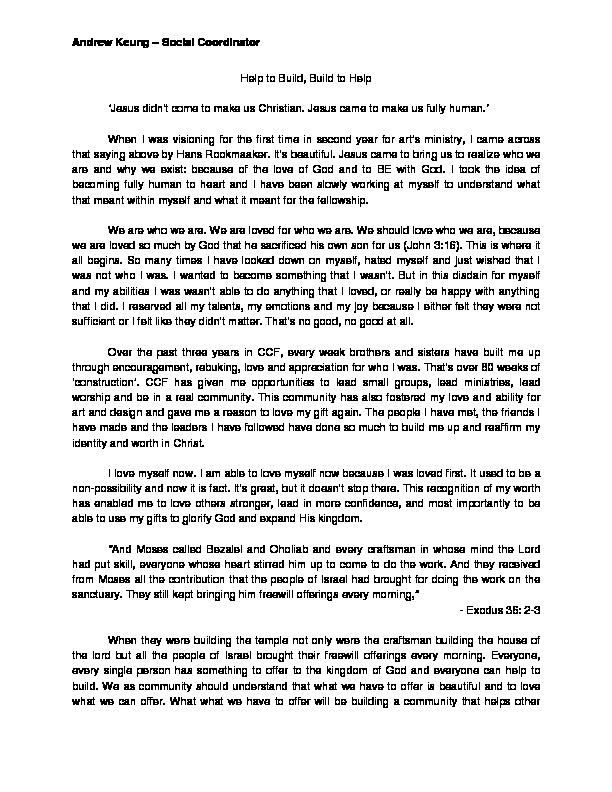 Andrew Keung – Social Coordinator
Help to Build, Build to Help
'Jesus didn't come to make us Christian. Jesus came to make us fully human.'
When I was visioning for the first time in second year for art's ministry, I came across
that saying above by Hans Rookmaaker. It's beautiful. Jesus came to bring us to realize who we
are and why we exist: because of the love of God and to BE with God. I took the idea of
becoming fully human to heart and I have been slowly working at myself to understand what
that meant within myself and what it meant for the fellowship.
We are who we are. We are loved for who we are. We should love who we are, because
we are loved so much by God that he sacrificed his own son for us (John 3:16). This is where it
all begins. So many times I have looked down on myself, hated myself and just wished that I
was not who I was. I wanted to become something that I wasn't. But in this disdain for myself
and my abilities I was wasn't able to do anything that I loved, or really be happy with anything
that I did. I reserved all my talents, my emotions and my joy because I either felt they were not
sufficient or I felt like they didn't matter. That's no good, no good at all.
Over the past three years in CCF, every week brothers and sisters have built me up
through encouragement, rebuking, love and appreciation for who I was. That's over 80 weeks of
'construction'. CCF has given me opportunities to lead small groups, lead ministries, lead
worship and be in a real community. This community has also fostered my love and ability for
art and design and gave me a reason to love my gift again. The people I have met, the friends I
have made and the leaders I have followed have done so much to build me up and reaffirm my
identity and worth in Christ.
I love myself now. I am able to love myself now because I was loved first. It used to be a
non-possibility and now it is fact. It's great, but it doesn't stop there. This recognition of my worth
has enabled me to love others stronger, lead in more confidence, and most importantly to be
able to use my gifts to glorify God and expand His kingdom.
"And Moses called Bezalel and Oholiab and every craftsman in whose mind the Lord
had put skill, everyone whose heart stirred him up to come to do the work. And they received
from Moses all the contribution that the people of Israel had brought for doing the work on the
sanctuary. They still kept bringing him freewill offerings every morning,"
- Exodus 36: 2-3
When they were building the temple not only were the craftsman building the house of
the lord but all the people of Israel brought their freewill offerings every morning. Everyone,
every single person has something to offer to the kingdom of God and everyone can help to
build. We as community should understand that what we have to offer is beautiful and to love
what we can offer. What what we have to offer will be building a community that helps other